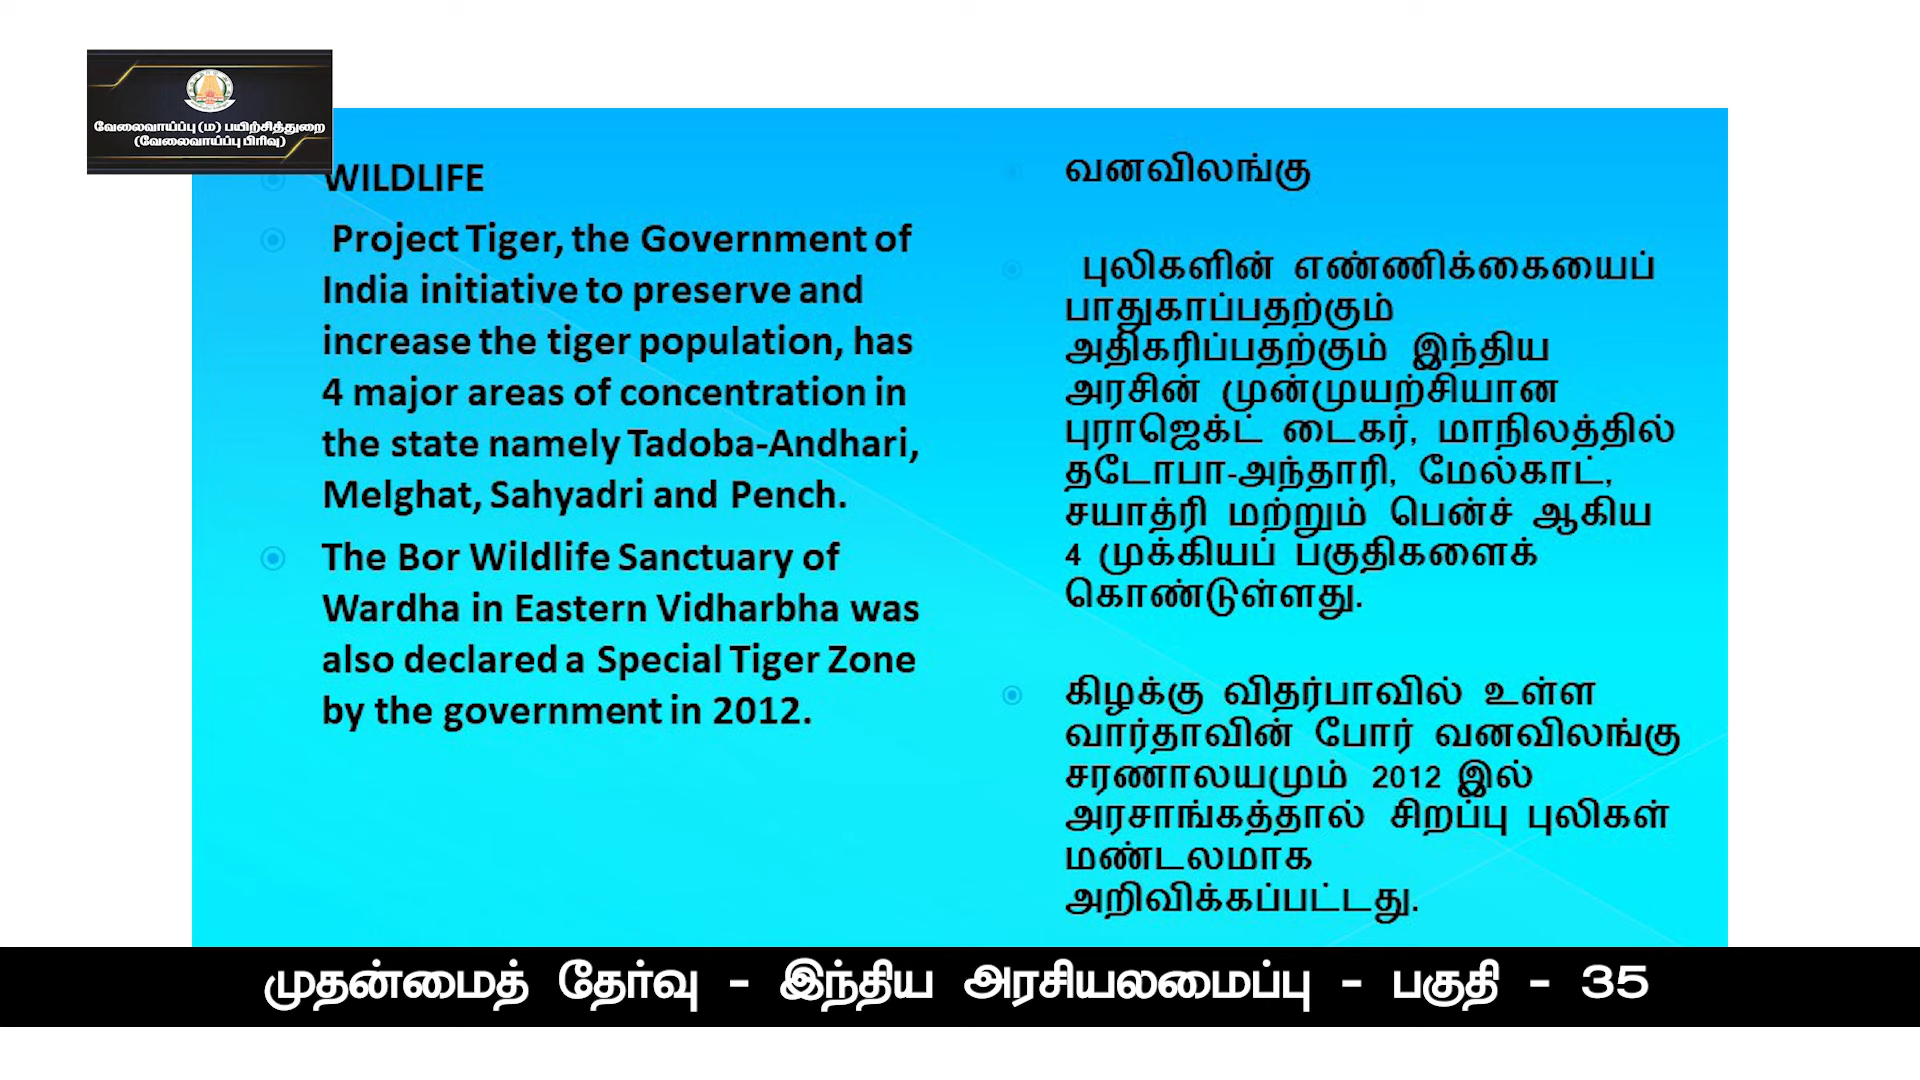 வேலைவாய்ப்பு (ம) பயிற்சித்துறை
(வேலைவாய்ப்பு பிரிவு)
WILDLIFE
Project Tiger, the Government of
India initiative to preserve and
increase the tiger population, has
4 major areas of concentration in
the state namely Tadoba-Andhari,
Melghat, Sahyadri and Pench.
The Bor Wildlife Sanctuary of
Wardha in Eastern Vidharbha was
also declared a Special Tiger Zone
by the government in 2012.
வனவிலங்கு
புலிகளின் எண்ணிக்கையைப்
பாதுகாப்பதற்கும்
அதிகரிப்பதற்கும் இந்திய
அரசின் முன்முயற்சியான
புராஜெக்ட் டைகர், மாநிலத்தில்
தடோபா-அந்தாரி, மேல்காட்,
சயாத்ரி மற்றும் பென்ச் ஆகிய
4 முக்கியப் பகுதிகளைக்
கொண்டுள்ளது.
கிழக்கு விதர்பாவில் உள்ள
வார்தாவின் போர் வனவிலங்கு
சரணாலயமும் 2012 இல்
அரசாங்கத்தால் சிறப்பு புலிகள்
மண்டலமாக
அறிவிக்கப்பட்டது.
முதன்மைத் தேர்வு - இந்திய அரசியலமைப்பு - பகுதி - 35